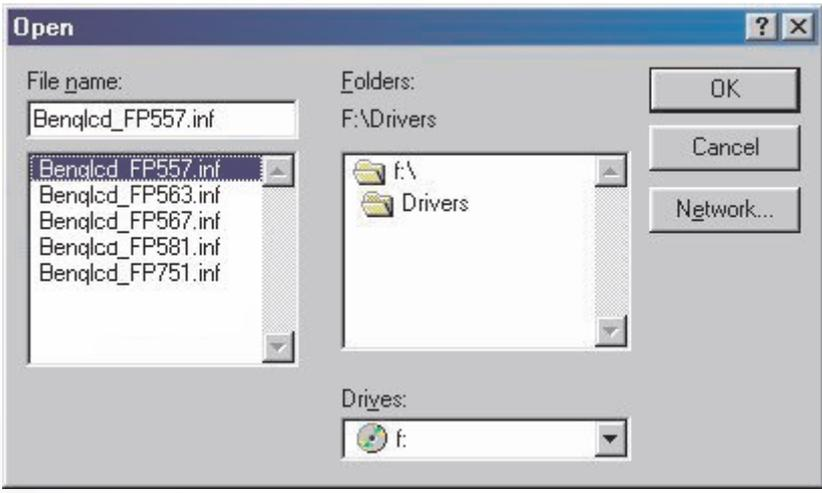 Open
File name:
Benqlcd_FP557.inf
Benqlcd_FP557.inf
Benqlcd_FP563.inf
Benqlcd_FP567.inf
Benqlcd_FP581.inf
Benqlcd_FP751.inf
Folders:
F:\Drivers
f:\
Drivers
Drives:
f:
OK
Cancel
Network...